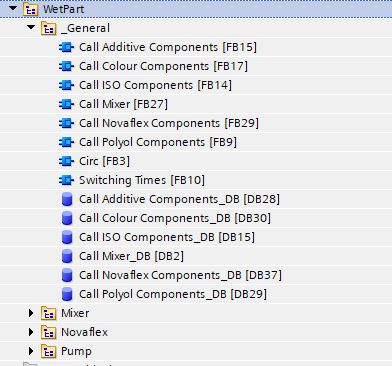 WetPart
_General
Call Additive Components [FB15]
Call Colour Components [FB17]
Call ISO Components [FB14]
Call Mixer [FB27]
Call Novaflex Components [FB29]
Call Polyol Components [FB9]
Circ [FB3]
Switching Times [FB10]
Call Additive Components_DB [DB28]
Call Colour Components_DB [DB30]
Call ISO Components_DB [DB15]
Call Mixer_DB [DB2]
Call Novaflex Components_DB [DB37]
Call Polyol Components_DB [DB29]
Mixer
Novaflex
Pump